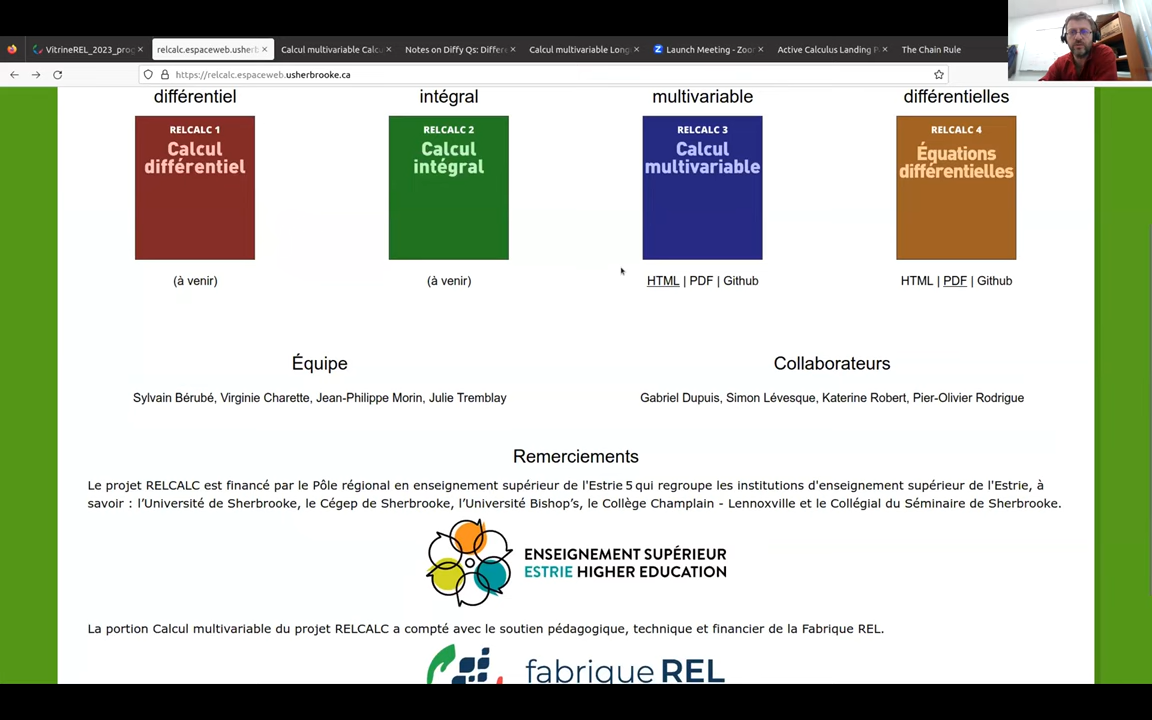 VitrineREL_2023_prog
relcalc.espaceweb.usherb
Calcul multivariable Calcu
Notes on Diffy Qs: Differe
Calcul multivariable Long
Launch Meeting - Zoo
Active Calculus Landing P
The Chain Rule
https://relcalc.espaceweb.usherbrooke.ca
différentiel
intégral
multivariable
différentielles
RELCALC 1
Calcul
différentiel
RELCALC 2
Calcul
intégral
RELCALC 3
Calcul
multivariable
RELCALC 4
Équations
différentielles
(à venir)
(à venir)
HTML | PDF | Github
HTML | PDF | Github
Équipe
Collaborateurs
Sylvain Bérubé, Virginie Charette, Jean-Philippe Morin, Julie Tremblay
Gabriel Dupuis, Simon Lévesque, Katerine Robert, Pier-Olivier Rodrigue
Remerciements
Le projet RELCALC est financé par le Pôle régional en enseignement supérieur de l'Estrie 5 qui regroupe les institutions d'enseignement supérieur de l'Estrie, à
savoir : l’Université de Sherbrooke, le Cégep de Sherbrooke, l’Université Bishop’s, le Collège Champlain - Lennoxville et le Collégial du Séminaire de Sherbrooke.
ENSEIGNEMENT SUPÉRIEUR
ESTRIE HIGHER EDUCATION
La portion Calcul multivariable du projet RELCALC a compté avec le soutien pédagogique, technique et financier de la Fabrique REL.
fabrique REL